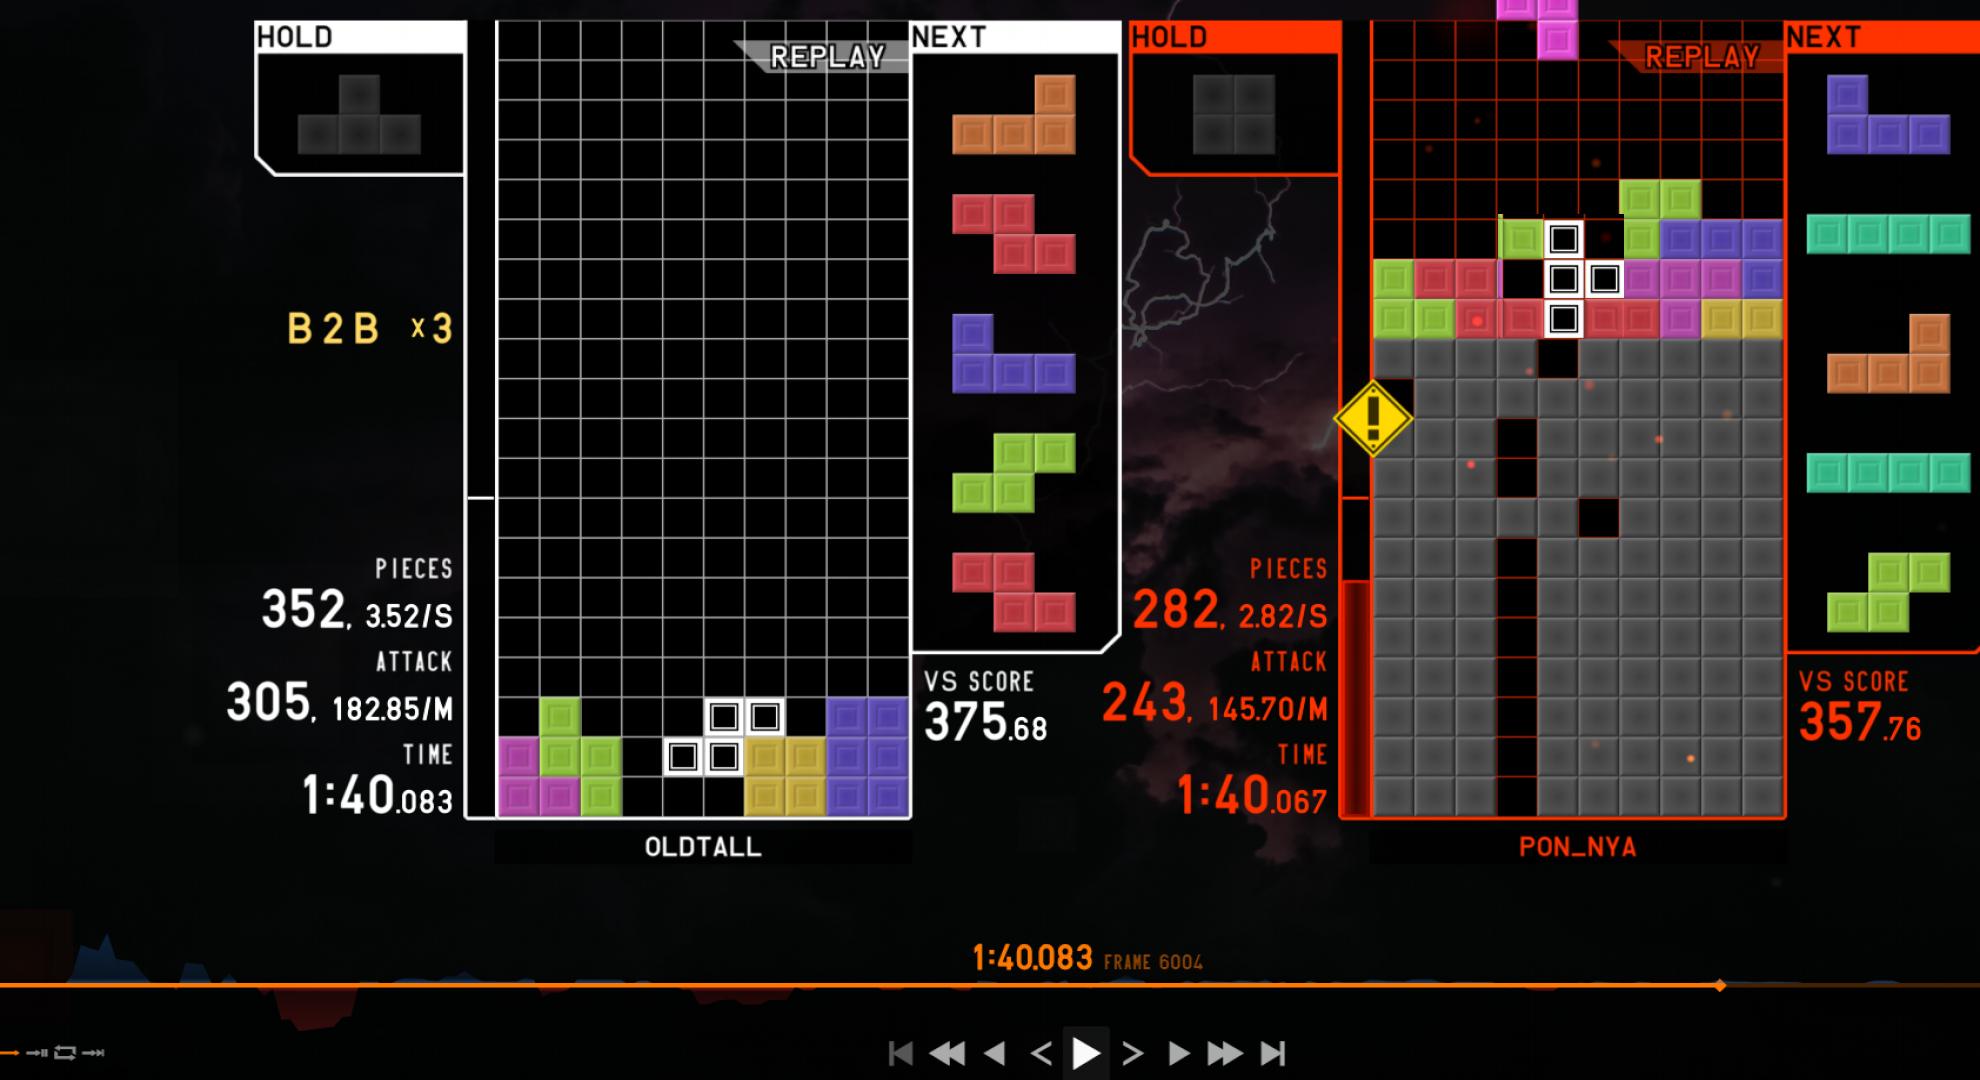 HOLD
REPLAY
NEXT
B2B x3
PIECES
352, 3.52/S
ATTACK
305, 182.85/M
TIME
1:40.083
VS SCORE
375.68
OLDTALL
HOLD
REPLAY
NEXT
!
PIECES
282, 2.82/S
ATTACK
243, 145.70/M
TIME
1:40.067
VS SCORE
357.76
PON_NYA
1:40.083 FRAME 6004